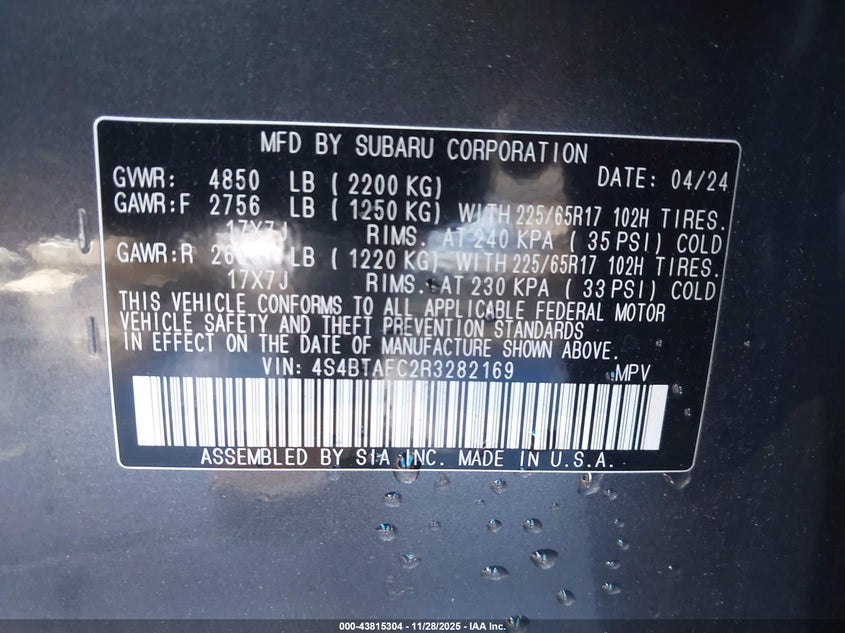 MFD BY SUBARU CORPORATION
GVWR: 4850 LB ( 2200 KG) DATE: 04/24
GAWR:F 2756 LB ( 1250 KG) WITH 225/65R17 102H TIRES.
17X7J RIMS. AT 240 KPA ( 35 PSI) COLD
GAWR:R LB ( 1220 KG) WITH 225/65R17 102H TIRES.
17X7J RIMS. AT 230 KPA ( 33 PSI) COLD
THIS VEHICLE CONFORMS TO ALL APPLICABLE FEDERAL MOTOR
VEHICLE SAFETY AND THEFT PREVENTION STANDARDS
IN EFFECT ON THE DATE OF MANUFACTURE SHOWN ABOVE.
VIN: 4S4BTAFC2R3282169 MPV
ASSEMBLED BY SIA INC. MADE IN U.S.A.
000-43815304 | 11/28/2025 - IAA Inc.